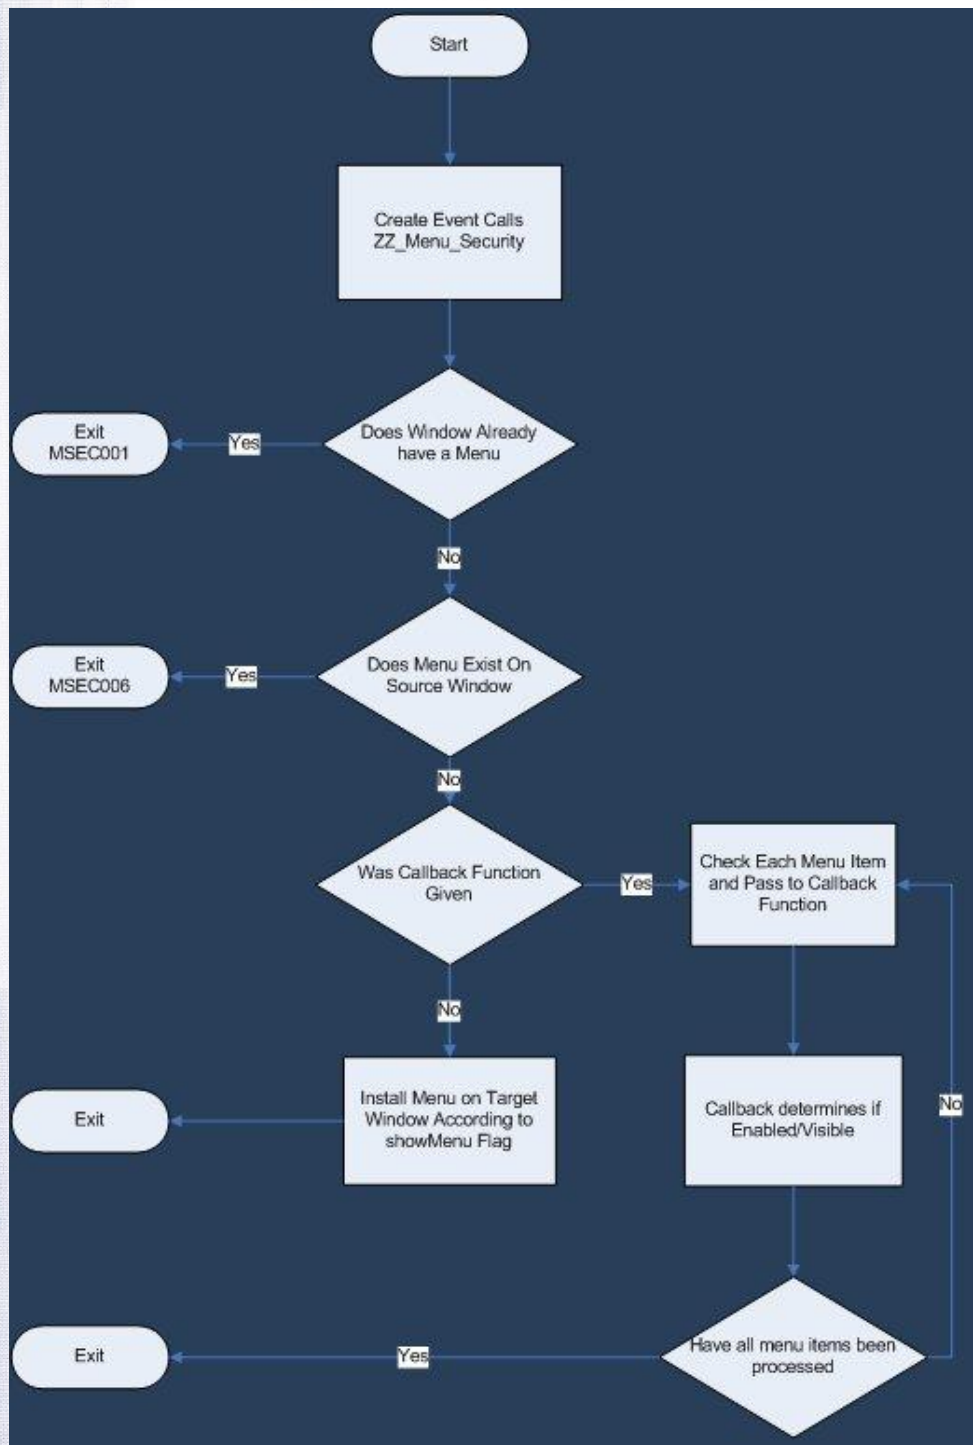 Start
Create Event Calls
ZZ_Menu_Security
Does Window Already
have a Menu
Yes
Exit
MSEC001
No
Does Menu Exist On
Source Window
Yes
Exit
MSEC006
No
Was Callback Function
Given
Yes
Check Each Menu Item
and Pass to Callback
Function
No
Install Menu on Target
Window According to
showMenu Flag
Exit
Callback determines if
Enabled/Visible
No
Have all menu items been
processed
Yes
Exit